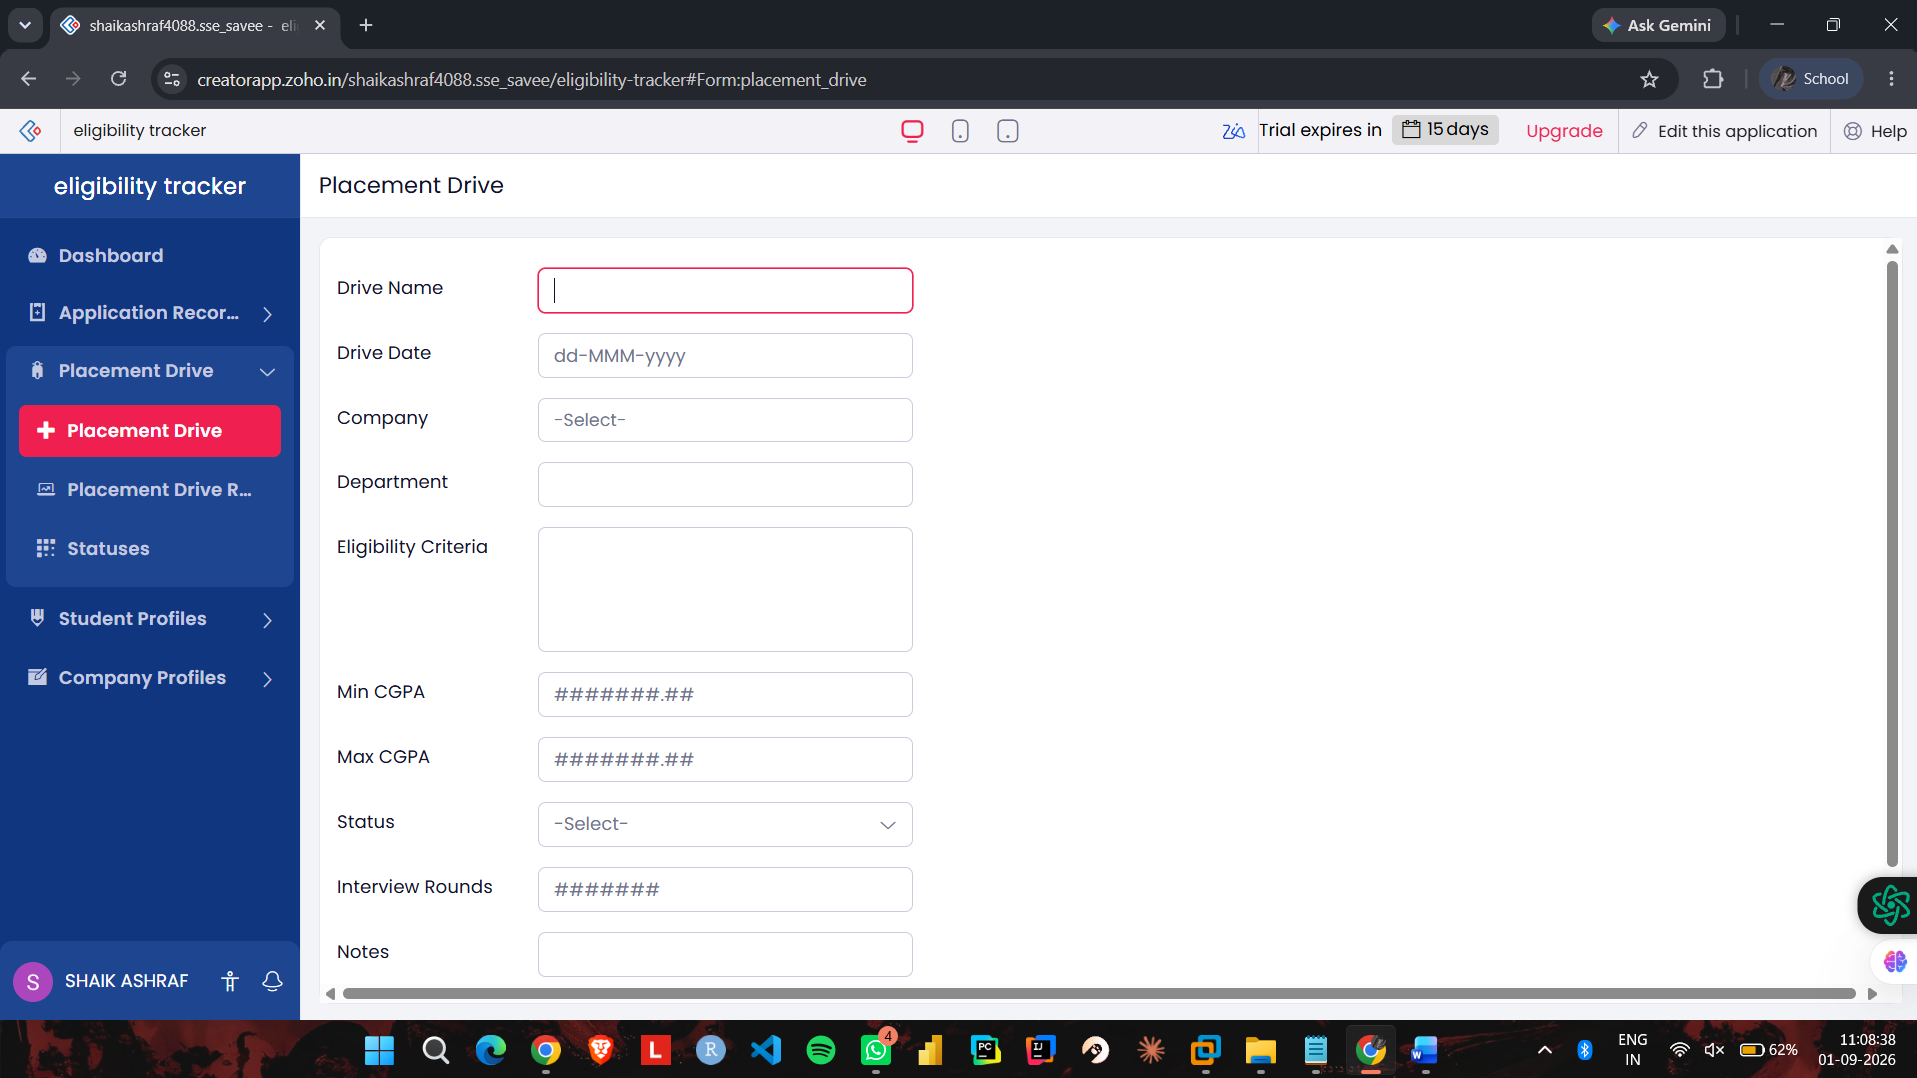 shaikashraf4088.sse_savee - eli
Ask Gemini
creatorapp.zoho.in/shaikashraf4088.sse_savee/eligibility-tracker#Form:placement_drive
School
eligibility tracker
Trial expires in
15 days
Upgrade
Edit this application
Help
eligibility tracker
Dashboard
Application Recor...
Placement Drive
Placement Drive
Placement Drive R...
Statuses
Student Profiles
Company Profiles
SHAIK ASHRAF
S
Placement Drive
Drive Name
Drive Date
dd-MMM-yyyy
Company
-Select-
Department
Eligibility Criteria
Min CGPA
#######.##
Max CGPA
#######.##
Status
-Select-
Interview Rounds
#######
Notes
L
R
4
PC
IJ
W
ENG
IN
62%
11:08:38
01-09-2026